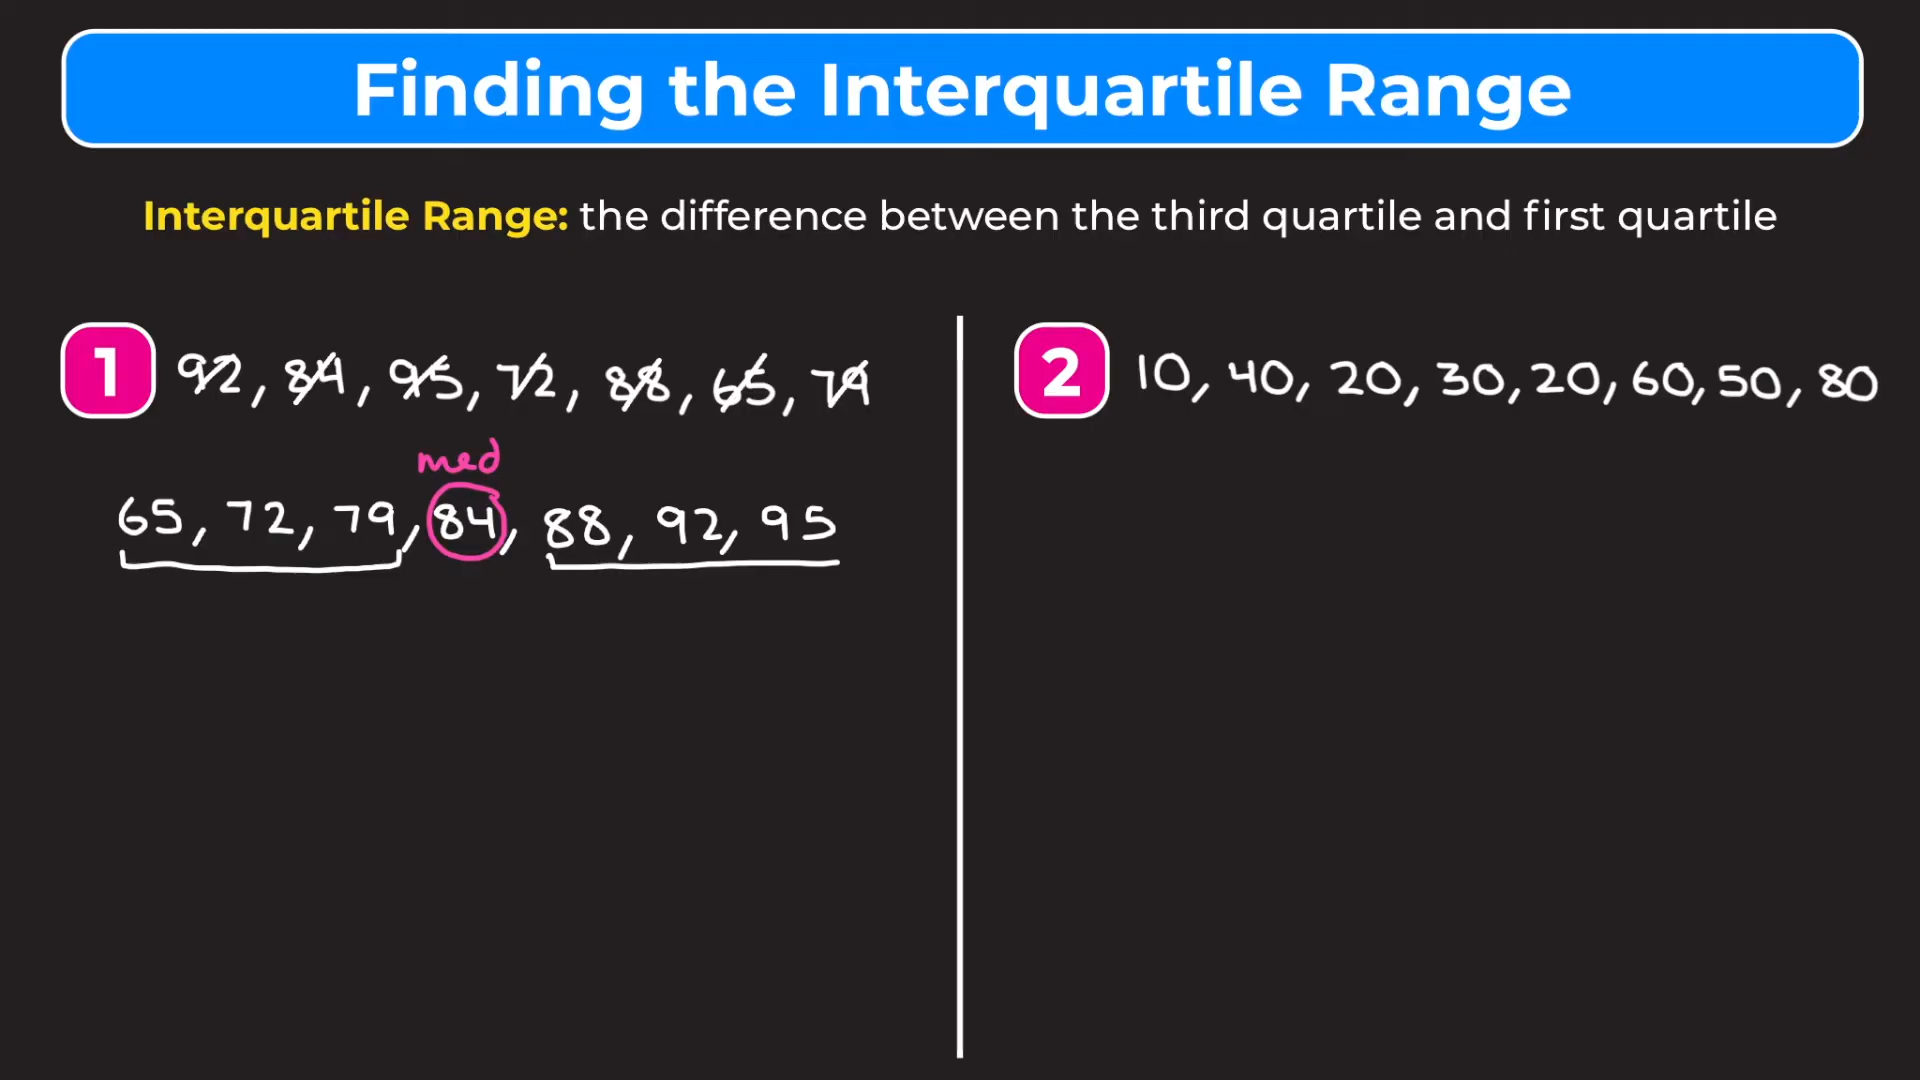 Finding the Interquartile Range
Interquartile Range: the difference between the third quartile and first quartile
1 92, 84, 95, 72, 88, 65, 79
med
65, 72, 79, 84, 88, 92, 95
2 10, 40, 20, 30, 20, 60, 50, 80